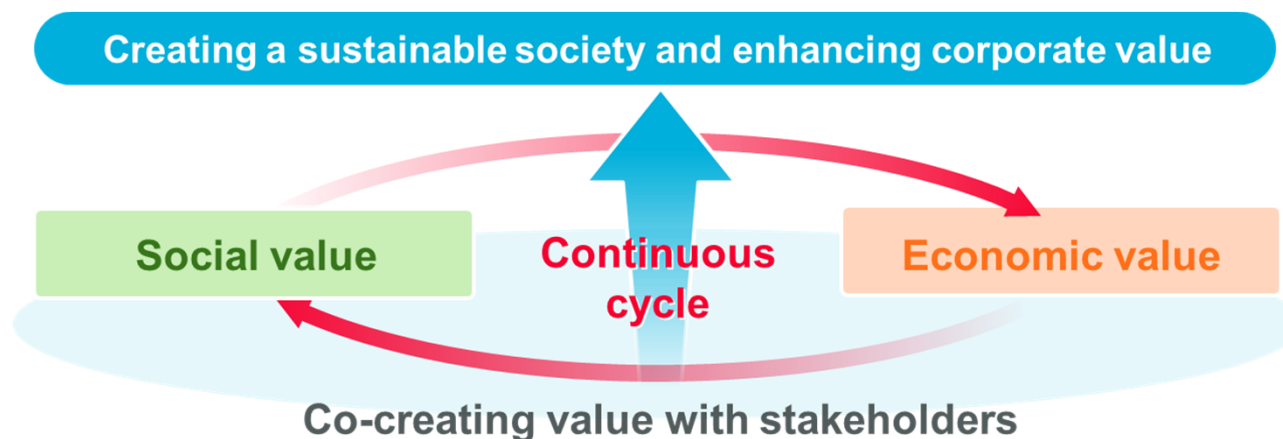 Creating a sustainable society and enhancing corporate value
Social value
Continuous
cycle
Economic value
Co-creating value with stakeholders